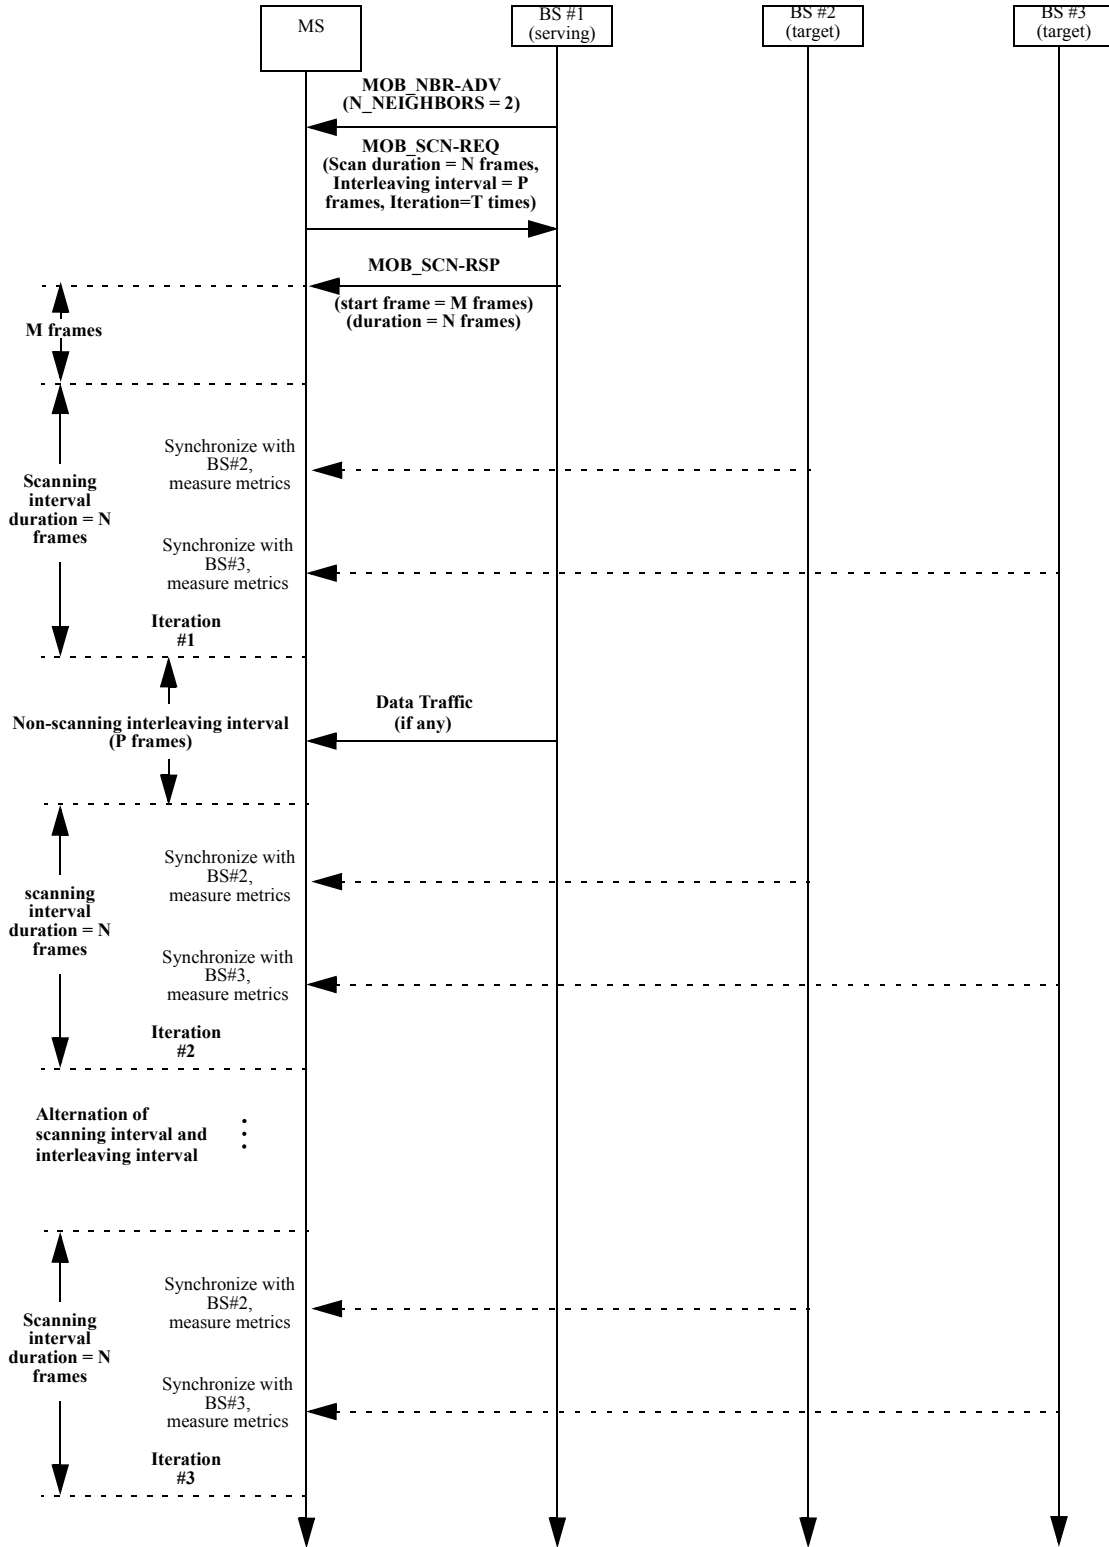 MS
BS #1
(serving)
BS #2
(target)
BS #3
(target)
MOB_NBR-ADV
(N_NEIGHBORS = 2)
MOB_SCN-REQ
(Scan duration = N frames,
Interleaving interval = P
frames, Iteration=T times)
MOB_SCN-RSP
(start frame = M frames)
(duration = N frames)
M frames
Synchronize with
BS#2,
measure metrics
Scanning
interval
duration = N
frames
Synchronize with
BS#3,
measure metrics
Iteration
#1
Data Traffic
(if any)
Non-scanning interleaving interval
(P frames)
Synchronize with
BS#2,
measure metrics
scanning
interval
duration = N
frames
Synchronize with
BS#3,
measure metrics
Iteration
#2
Alternation of
scanning interval and
interleaving interval
Synchronize with
BS#2,
measure metrics
Scanning
interval
duration = N
frames
Synchronize with
BS#3,
measure metrics
Iteration
#3